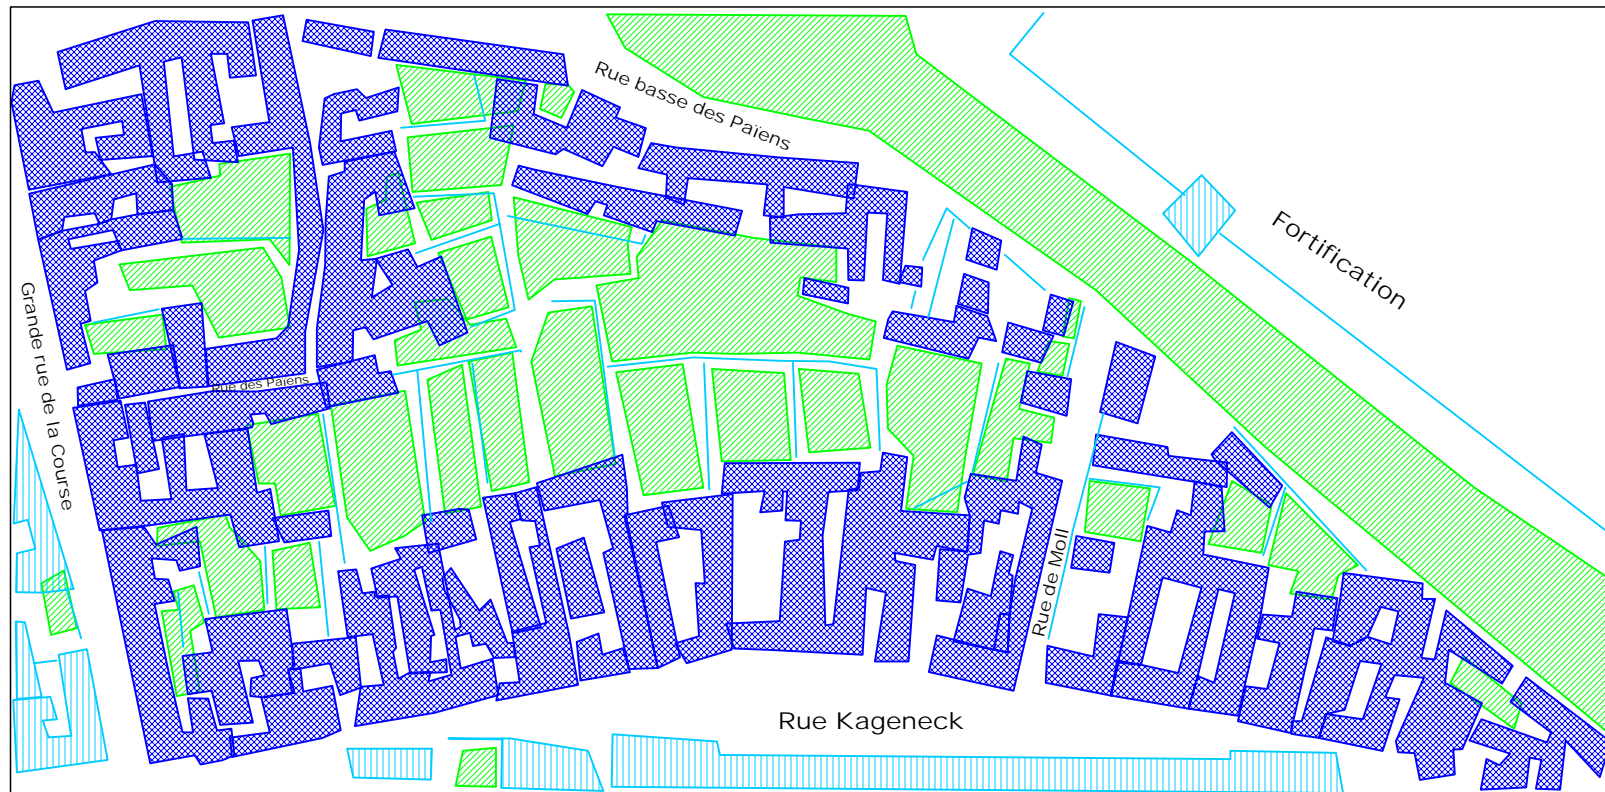 Rue basse des Païens
Fortification
Grande rue de la Course
Rue des Païens
Rue de Moll
Rue Kageneck